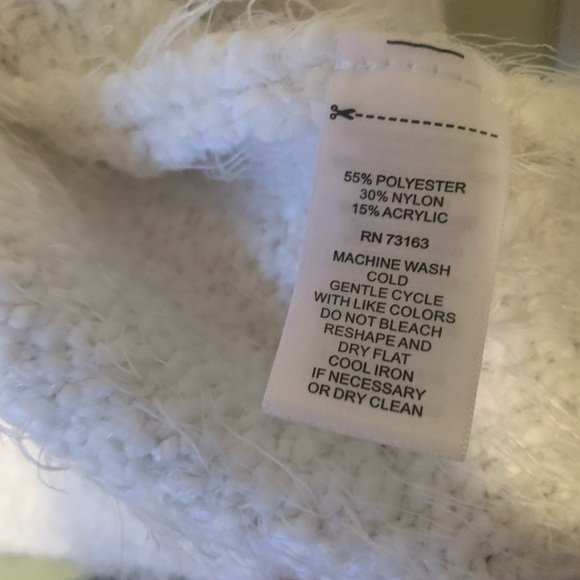 55% POLYESTER
30% NYLON
15% ACRYLIC
RN 73163
MACHINE WASH
COLD
GENTLE CYCLE
WITH LIKE COLORS
DO NOT BLEACH
RESHAPE AND
DRY FLAT
COOL IRON
IF NECESSARY
OR DRY CLEAN